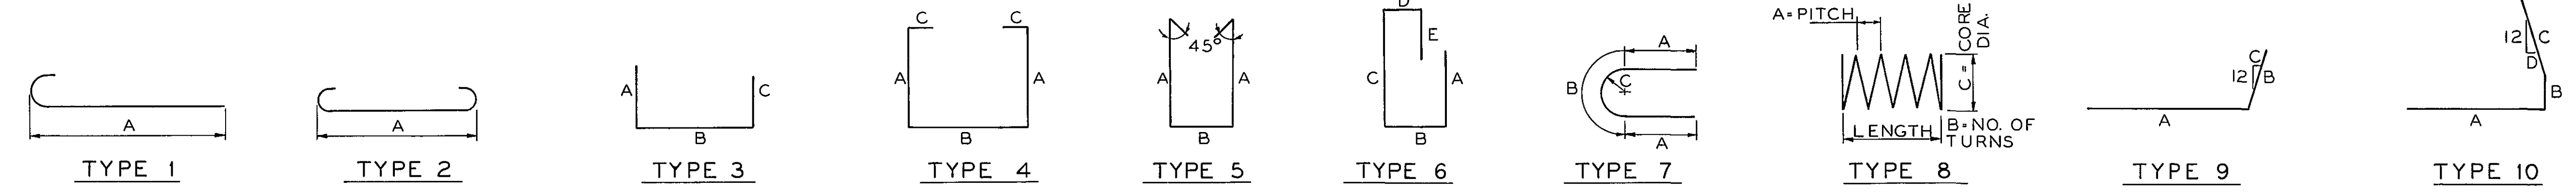 A
TYPE 1
A
TYPE 2
A
B
C
TYPE 3
C
C
A
A
B
TYPE 4
45°
A
A
B
TYPE 5
D
E
C
A
B
TYPE 6
A
B
C
A
TYPE 7
A=PITCH
C = CORE
DIA.
LENGTH
B=NO. OF
TURNS
TYPE 8
C
12
B
A
TYPE 9
12
C
D
B
A
TYPE 10